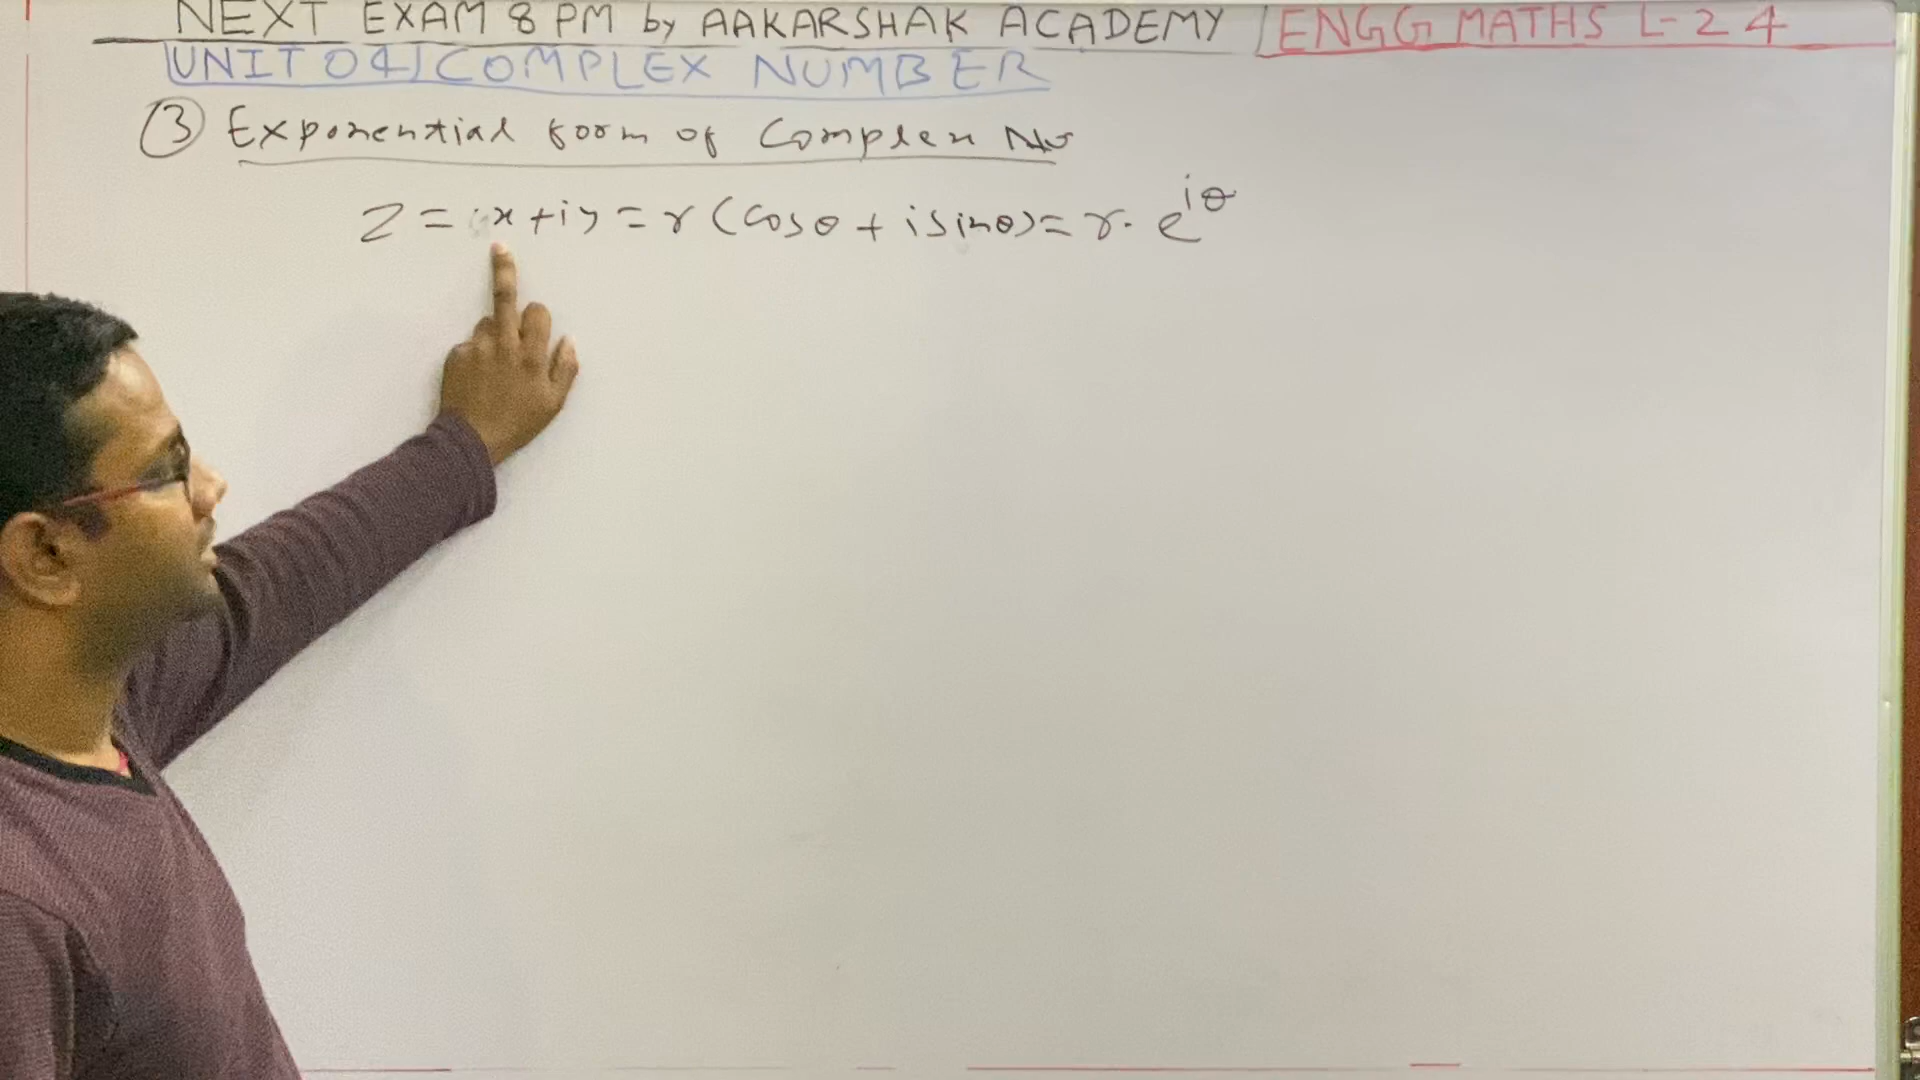 NEXT EXAM 8 PM by AAKARSHAK ACADEMY ENGG MATHS L-24
UNIT 04 COMPLEX NUMBER
③ Exponential form of Complex No
Z = x + iy = r (cosθ + i sinθ) = r. e^{iθ}